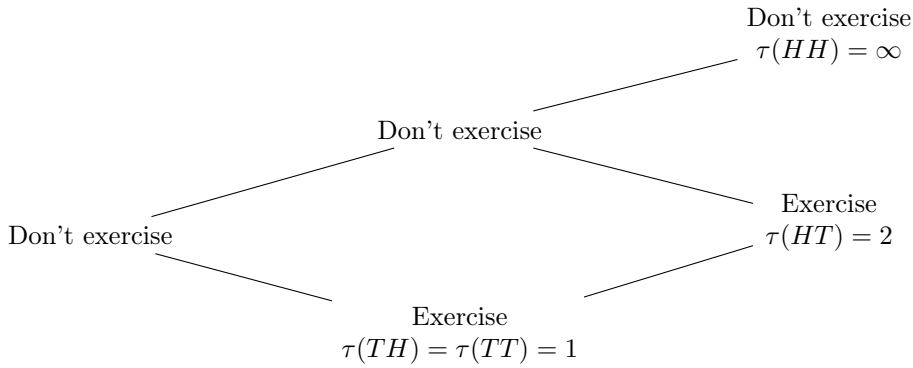 Don't exercise
τ(HH) = ∞
Don't exercise
Exercise
τ(HT) = 2
Don't exercise
Exercise
τ(TH) = τ(TT) = 1